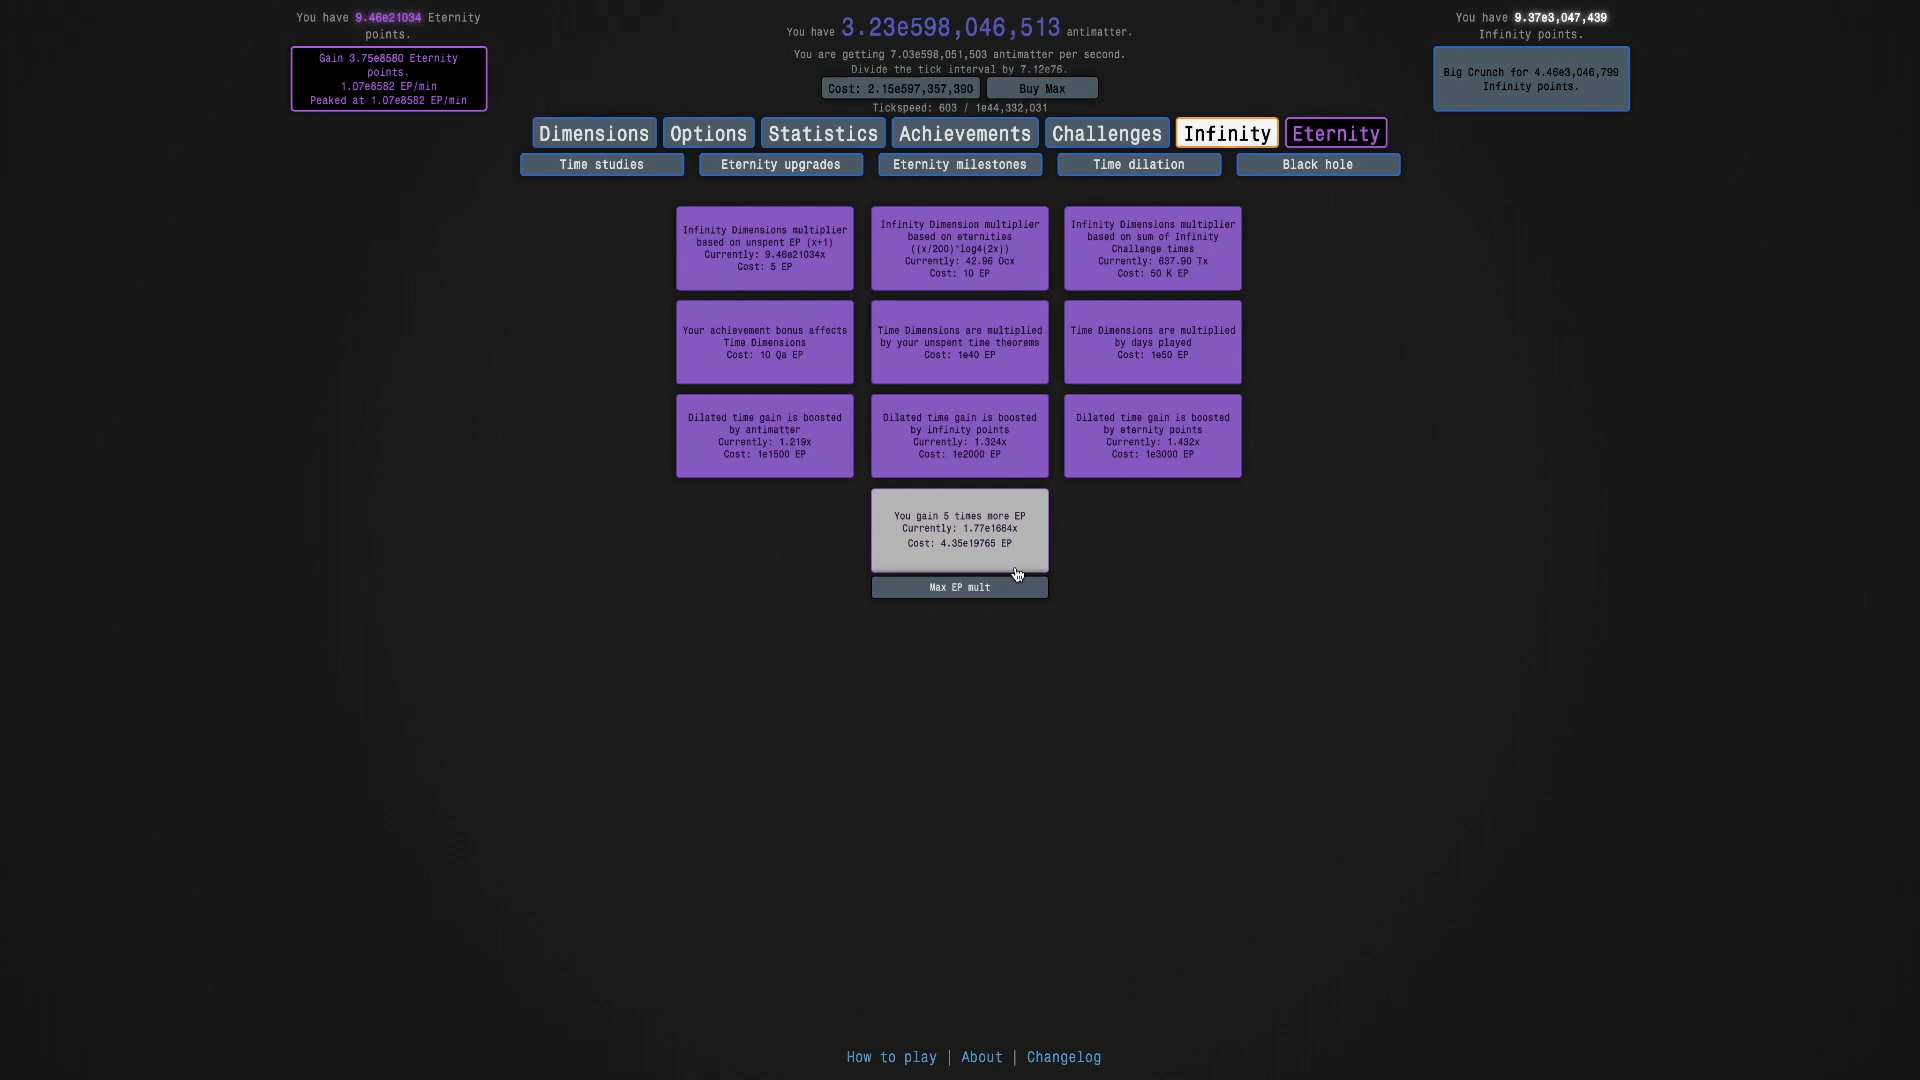 You have 9.46e21034 Eternity
points.
Gain 3.75e8580 Eternity
points.
1.07e8582 EP/min
Peaked at 1.07e8582 EP/min
You have 3.23e598,046,513 antimatter.
You are getting 7.03e598,051,503 antimatter per second.
Divide the tick interval by 7.12e76.
Cost: 2.15e597,357,390
Buy Max
Tickspeed: 603 / 1e44,332,031
You have 9.37e3,047,439
Infinity points.
Big Crunch for 4.46e3,046,799
Infinity points.
Dimensions
Options
Statistics
Achievements
Challenges
Infinity
Eternity
Time studies
Eternity upgrades
Eternity milestones
Time dilation
Black hole
Infinity Dimensions multiplier
based on unspent EP (x+1)
Currently: 9.46e21034x
Cost: 5 EP
Infinity Dimension multiplier
based on eternities
((x/200)^log4(2x))
Currently: 42.96 Ocx
Cost: 10 EP
Infinity Dimensions multiplier
based on sum of Infinity
Challenge times
Currently: 637.90 Tx
Cost: 50 K EP
Your achievement bonus affects
Time Dimensions
Cost: 10 Qa EP
Time Dimensions are multiplied
by your unspent time theorems
Cost: 1e40 EP
Time Dimensions are multiplied
by days played
Cost: 1e50 EP
Dilated time gain is boosted
by antimatter
Currently: 1.219x
Cost: 1e1500 EP
Dilated time gain is boosted
by infinity points
Currently: 1.324x
Cost: 1e2000 EP
Dilated time gain is boosted
by eternity points
Currently: 1.432x
Cost: 1e3000 EP
You gain 5 times more EP
Currently: 1.77e1664x
Cost: 4.35e19765 EP
Max EP mult
How to play | About | Changelog